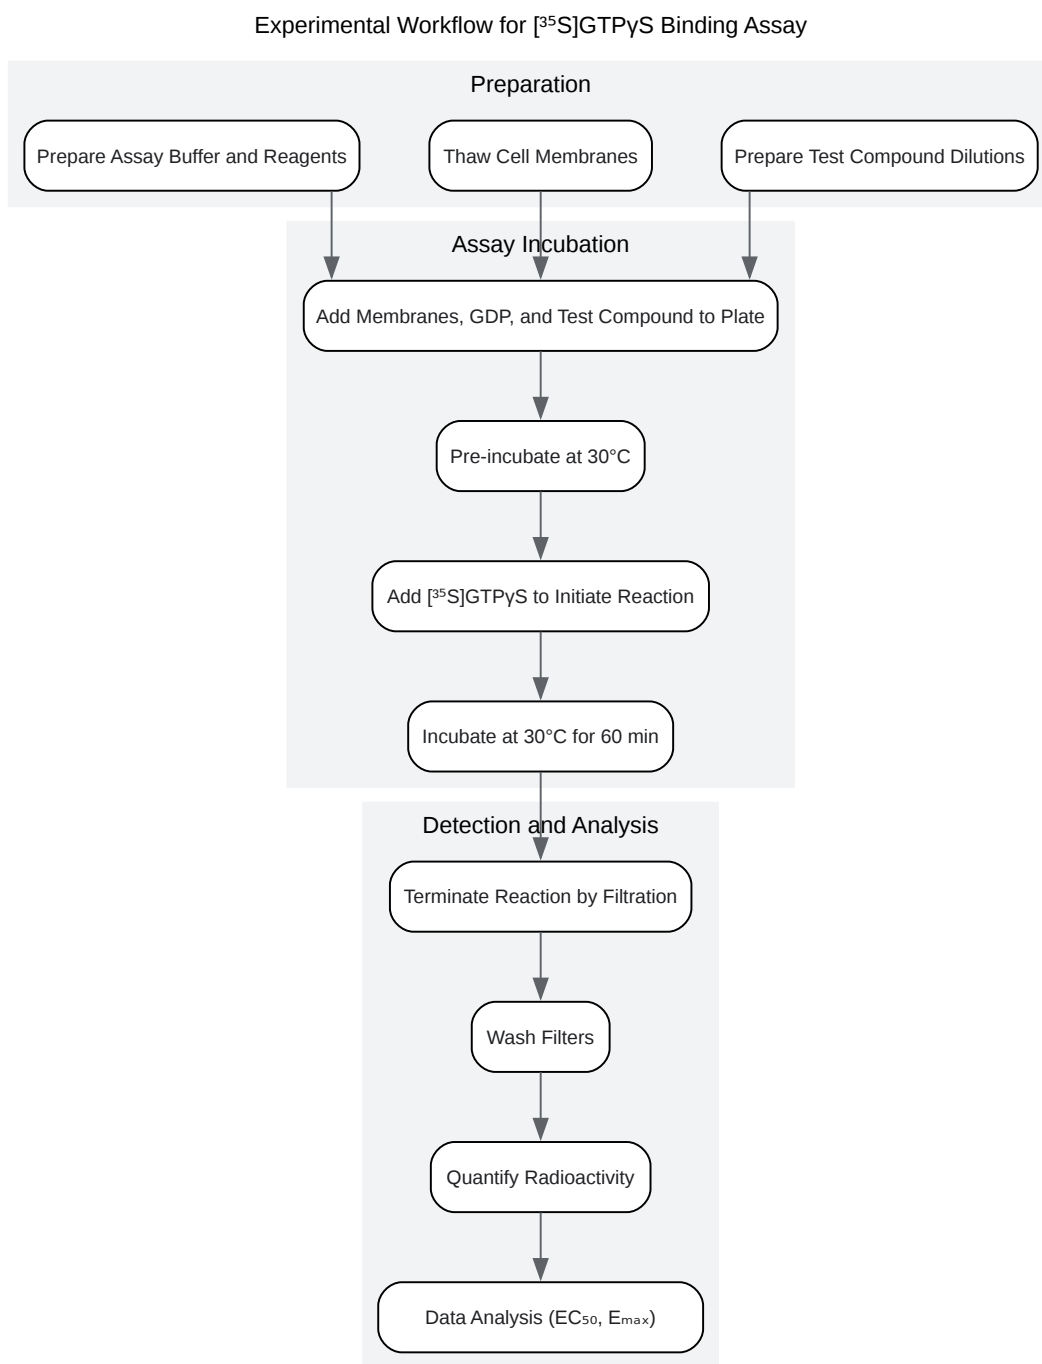 Experimental Workflow for [³⁵S]GTPγS Binding Assay
Preparation
Prepare Assay Buffer and Reagents
Thaw Cell Membranes
Prepare Test Compound Dilutions
Assay Incubation
Add Membranes, GDP, and Test Compound to Plate
Pre-incubate at 30°C
Add [³⁵S]GTPγS to Initiate Reaction
Incubate at 30°C for 60 min
Detection and Analysis
Terminate Reaction by Filtration
Wash Filters
Quantify Radioactivity
Data Analysis (EC₅₀, Eₘₐₓ)